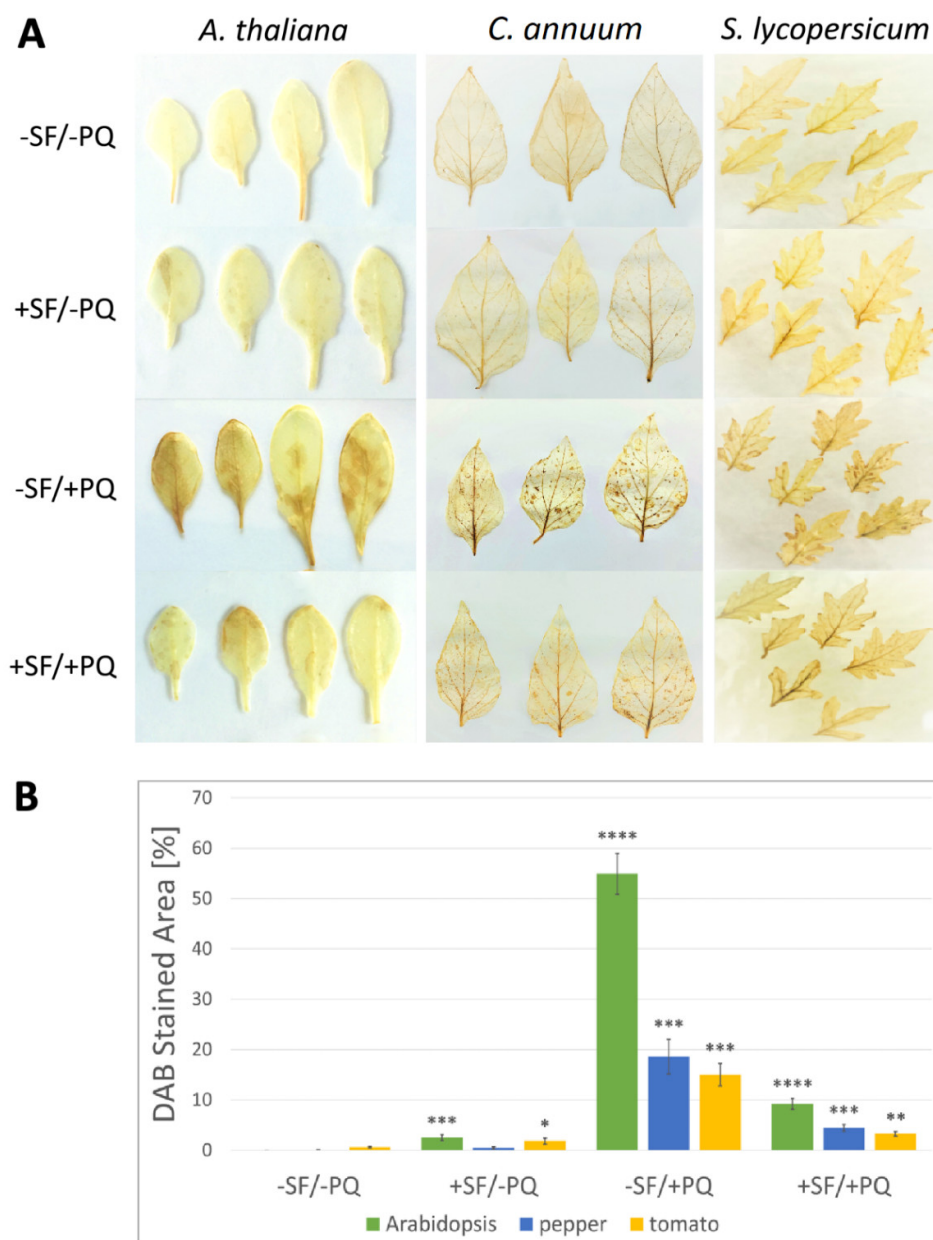 A
A. thaliana C. annuum S. lycopersicum
-SF/-PQ
+SF/-PQ
-SF/+PQ
+SF/+PQ
B
DAB Stained Area [%]
70
60
50
40
30
20
10
0
*** *
**** *** ***
**** *** **
-SF/-PQ +SF/-PQ -SF/+PQ +SF/+PQ
Arabidopsis pepper tomato